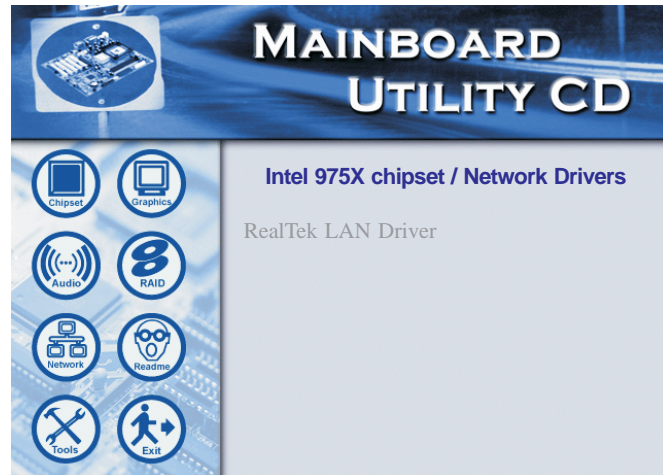 MAINBOARD
UTILITY CD
Intel 975X chipset / Network Drivers
RealTek LAN Driver
Chipset
Graphics
Audio
RAID
Network
Readme
Tools
Exit